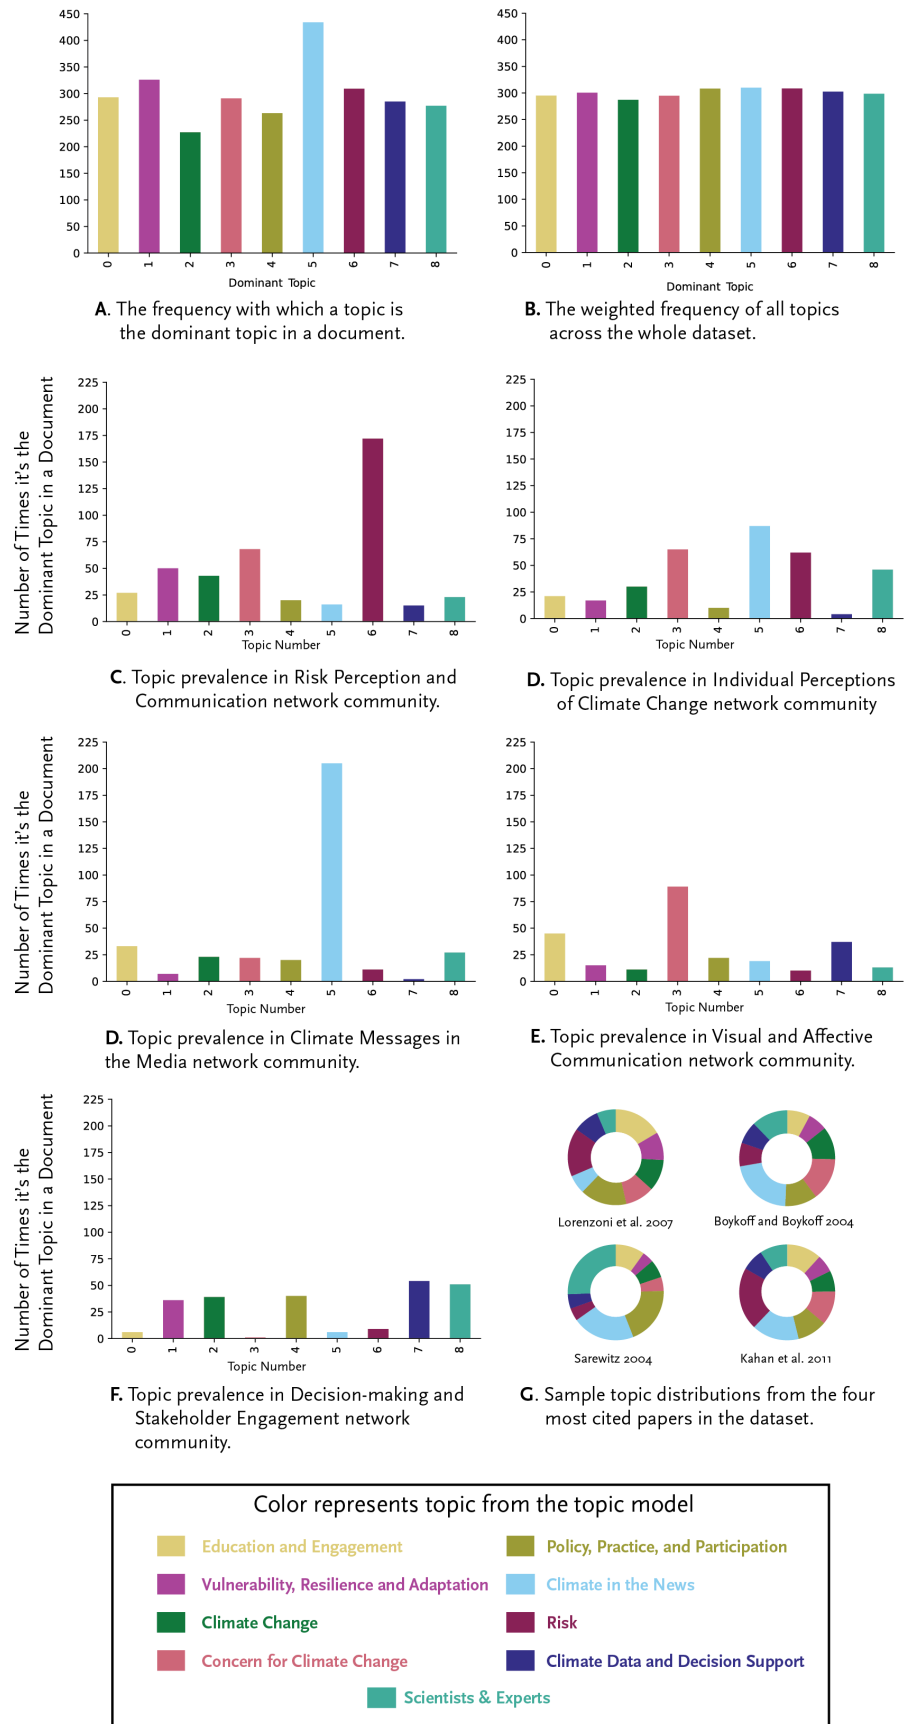 450
400
350
300
250
200
150
100
50
0
0 1 2 3 4 5 6 7 8
Dominant Topic
A. The frequency with which a topic is
the dominant topic in a document.
450
400
350
300
250
200
150
100
50
0
0 1 2 3 4 5 6 7 8
Dominant Topic
B. The weighted frequency of all topics
across the whole dataset.
Number of Times it's the
Dominant Topic in a Document
225
200
175
150
125
100
75
50
25
0
0 1 2 3 4 5 6 7 8
Topic Number
C. Topic prevalence in Risk Perception and
Communication network community.
225
200
175
150
125
100
75
50
25
0
0 1 2 3 4 5 6 7 8
Topic Number
D. Topic prevalence in Individual Perceptions
of Climate Change network community
Number of Times it's the
Dominant Topic in a Document
225
200
175
150
125
100
75
50
25
0
0 1 2 3 4 5 6 7 8
Topic Number
D. Topic prevalence in Climate Messages in
the Media network community.
225
200
175
150
125
100
75
50
25
0
0 1 2 3 4 5 6 7 8
Topic Number
E. Topic prevalence in Visual and Affective
Communication network community.
Number of Times it's the
Dominant Topic in a Document
225
200
175
150
125
100
75
50
25
0
0 1 2 3 4 5 6 7 8
Topic Number
F. Topic prevalence in Decision-making and
Stakeholder Engagement network
community.
Lorenzoni et al. 2007
Boykoff and Boykoff 2004
Sarewitz 2004
Kahan et al. 2011
G. Sample topic distributions from the four
most cited papers in the dataset.
Color represents topic from the topic model
Education and Engagement
Policy, Practice, and Participation
Vulnerability, Resilience and Adaptation
Climate in the News
Climate Change
Risk
Concern for Climate Change
Climate Data and Decision Support
Scientists & Experts